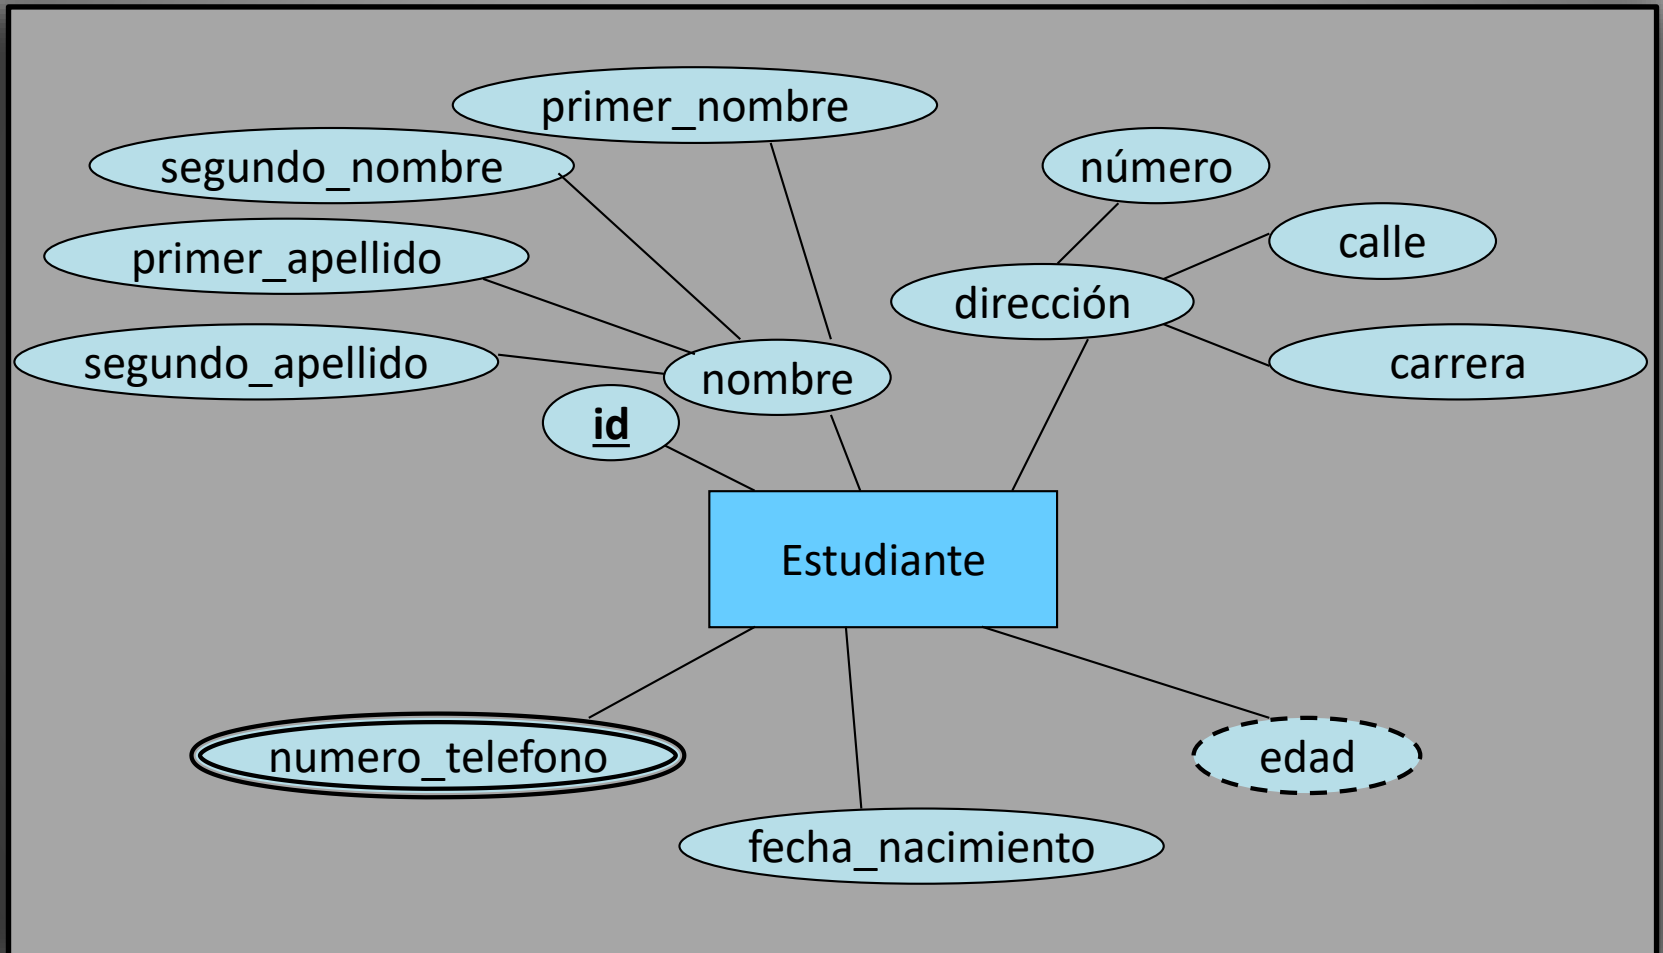 primer_nombre
segundo_nombre
número
calle
primer_apellido
dirección
segundo_apellido
carrera
nombre
id
Estudiante
numero_telefono
edad
fecha_nacimiento